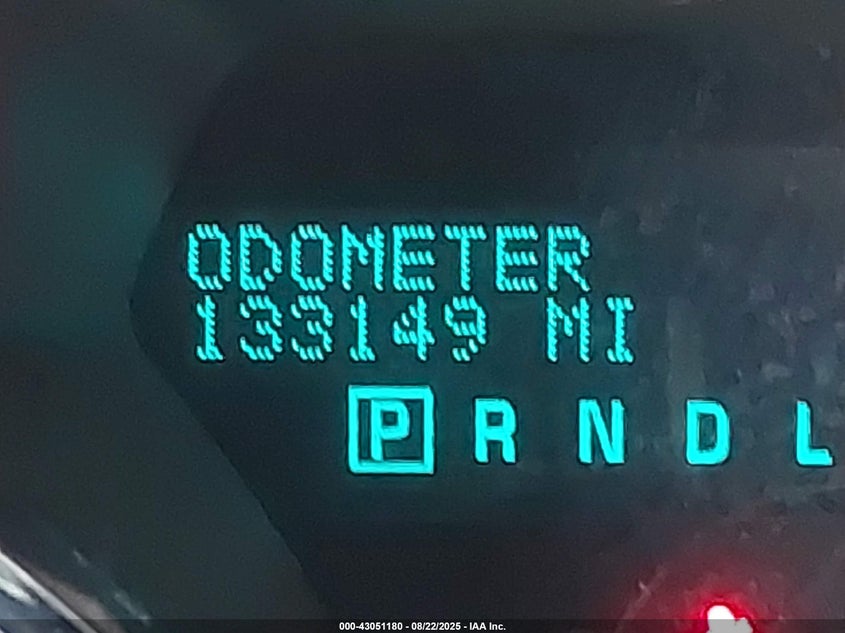 ODOMETER
133149 MI
P R N D L
000-43051180 - 08/22/2025 - IAA Inc.